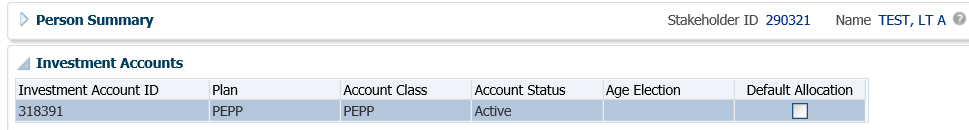 Person Summary Stakeholder ID 290321 Name TEST, LT A ?
Investment Accounts
Investment Account ID Plan Account Class Account Status Age Election Default Allocation
318391 PEPP PEPP Active